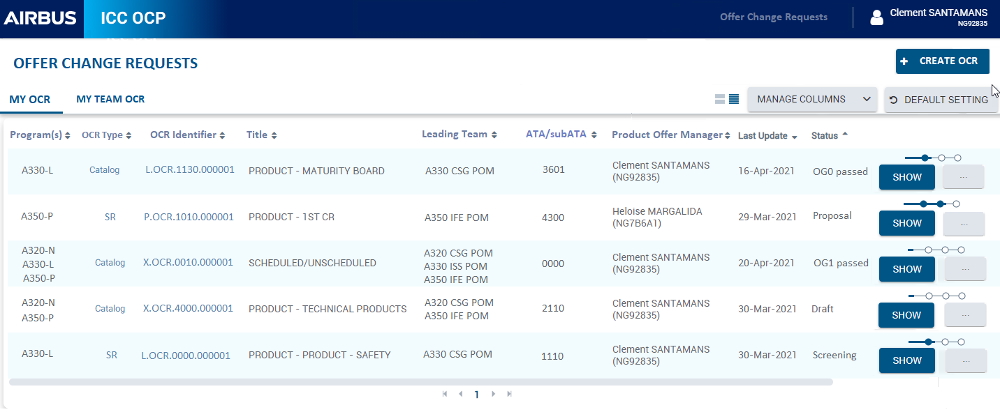 AIRBUS
ICC OCP
Offer Change Requests
Clement SANTAMANS
NG92835
OFFER CHANGE REQUESTS
+ CREATE OCR
MY OCR
MY TEAM OCR
MANAGE COLUMNS
DEFAULT SETTING
Program(s) OCR Type OCR Identifier Title Leading Team ATA/subATA Product Offer Manager Last Update Status
A330-L Catalog L.OCR.1130.000001 PRODUCT - MATURITY BOARD A330 CSG POM 3601 Clement SANTAMANS 16-Apr-2021 OG0 passed
(NG92835)
SHOW ...
A350-P SR P.OCR.1010.000001 PRODUCT - 1ST CR A350 IFE POM 4300 Heloise MARGALIDA 29-Mar-2021 Proposal
(NG7B6A1)
SHOW ...
A320-N A320 CSG POM Clement SANTAMANS
A330-L Catalog X.OCR.0010.000001 SCHEDULED/UNSCHEDULED A330 ISS POM 0000 (NG92835) 20-Apr-2021 OG1 passed
A350-P A350 IFE POM
SHOW ...
A320-N A320 CSG POM Clement SANTAMANS
Catalog X.OCR.4000.000001 PRODUCT - TECHNICAL PRODUCTS 2110 30-Mar-2021 Draft
A350-P A350 IFE POM (NG92835)
SHOW ...
A330-L SR L.OCR.0000.000001 PRODUCT - PRODUCT - SAFETY A330 CSG POM 1110 Clement SANTAMANS 30-Mar-2021 Screening
(NG92835)
SHOW ...
1